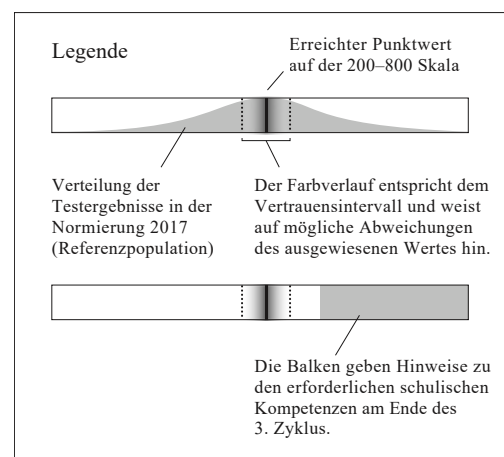 Legende
Erreichter Punktwert
auf der 200–800 Skala
Verteilung der
Testergebnisse in der
Normierung 2017
(Referenzpopulation)
Der Farbverlauf entspricht dem
Vertrauensintervall und weist
auf mögliche Abweichungen
des ausgewiesenen Wertes hin.
Die Balken geben Hinweise zu
den erforderlichen schulischen
Kompetenzen am Ende des
3. Zyklus.